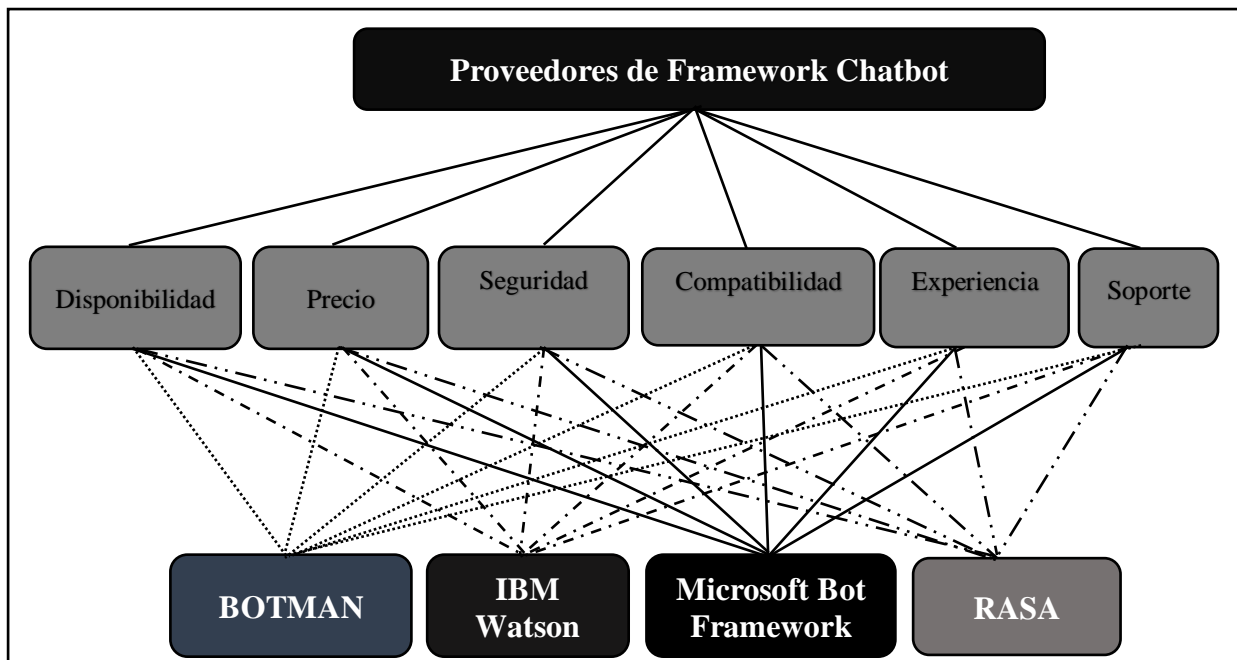 Proveedores de Framework Chatbot
Disponibilidad
Precio
Seguridad
Compatibilidad
Experiencia
Soporte
BOTMAN
IBM
Watson
Microsoft Bot
Framework
RASA